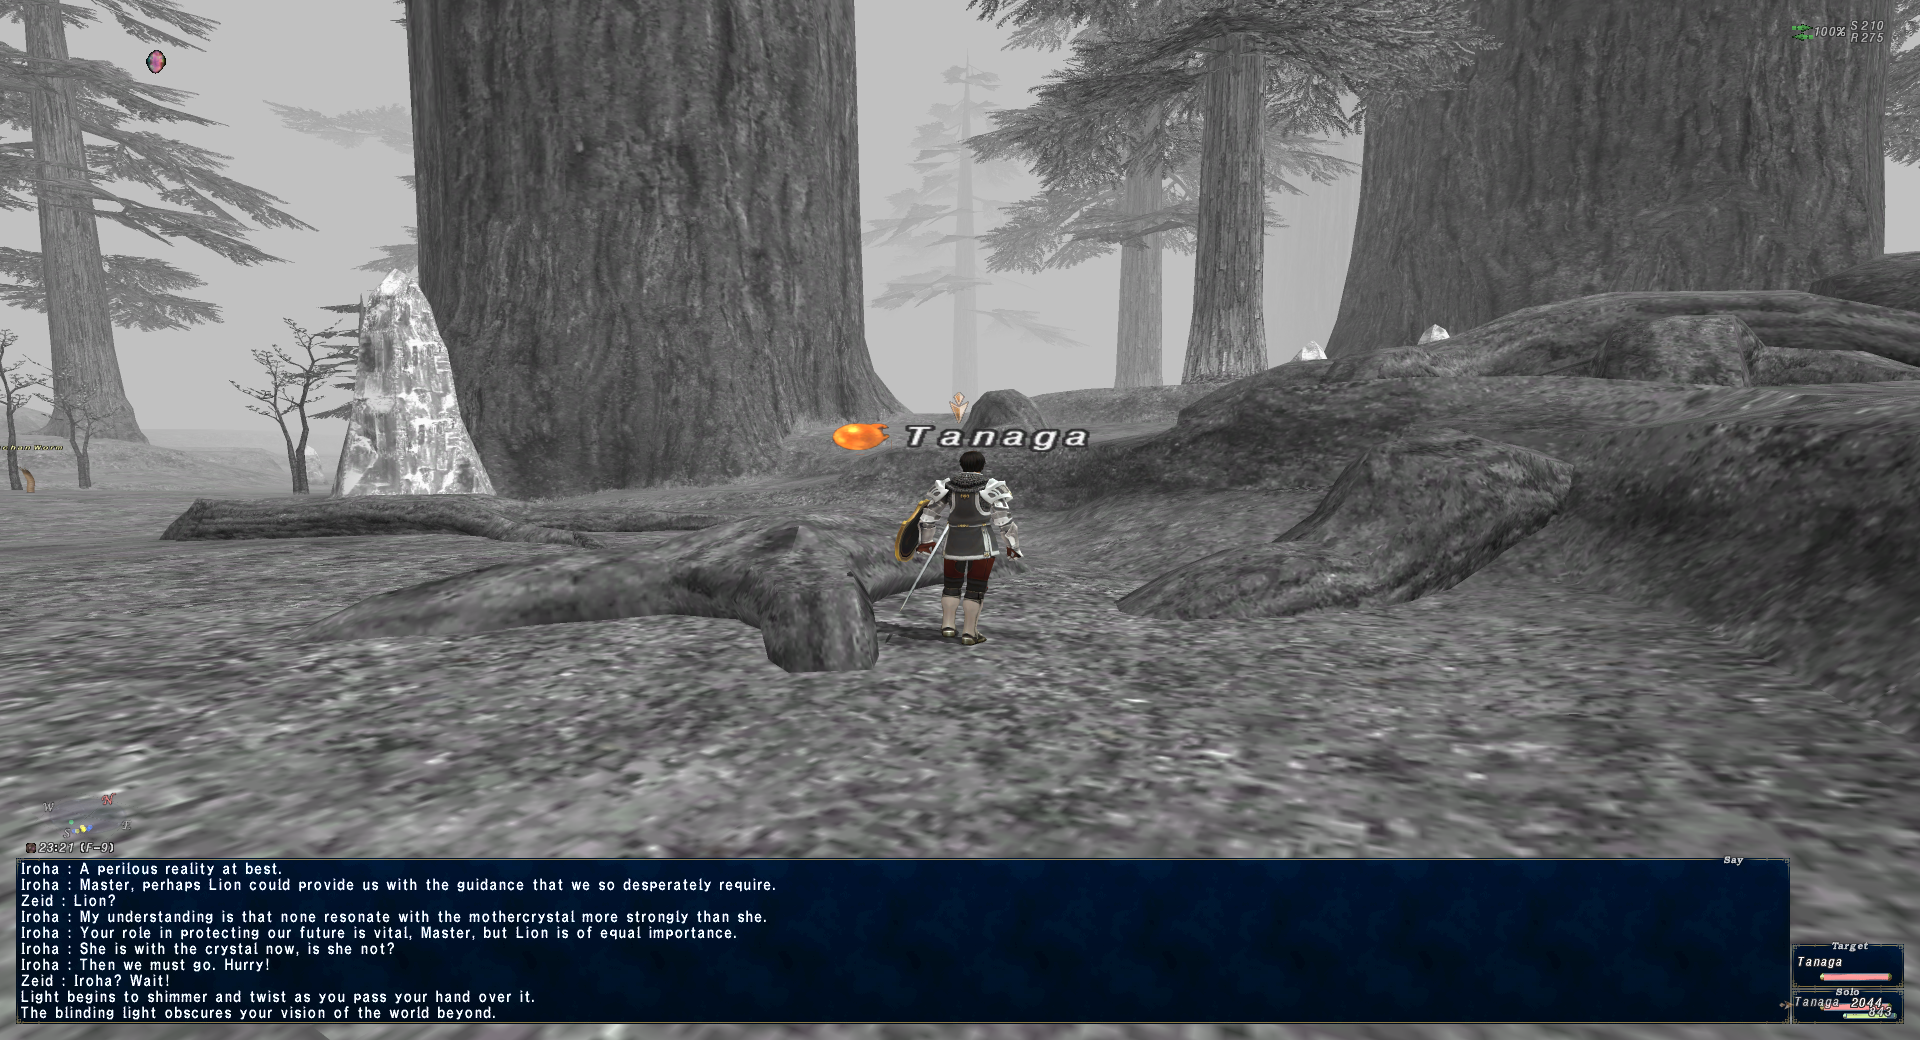 100% S 210
R 275
Tanaga
W N
S E
23:21 (F-9)
Say
Iroha : A perilous reality at best.
Iroha : Master, perhaps Lion could provide us with the guidance that we so desperately require.
Zeid : Lion?
Iroha : My understanding is that none resonate with the mothercrystal more strongly than she.
Iroha : Your role in protecting our future is vital, Master, but Lion is of equal importance.
Iroha : She is with the crystal now, is she not?
Iroha : Then we must go. Hurry!
Zeid : Iroha? Wait!
Light begins to shimmer and twist as you pass your hand over it.
The blinding light obscures your vision of the world beyond.
Target
Tanaga
Solo
Tanaga 2044
843